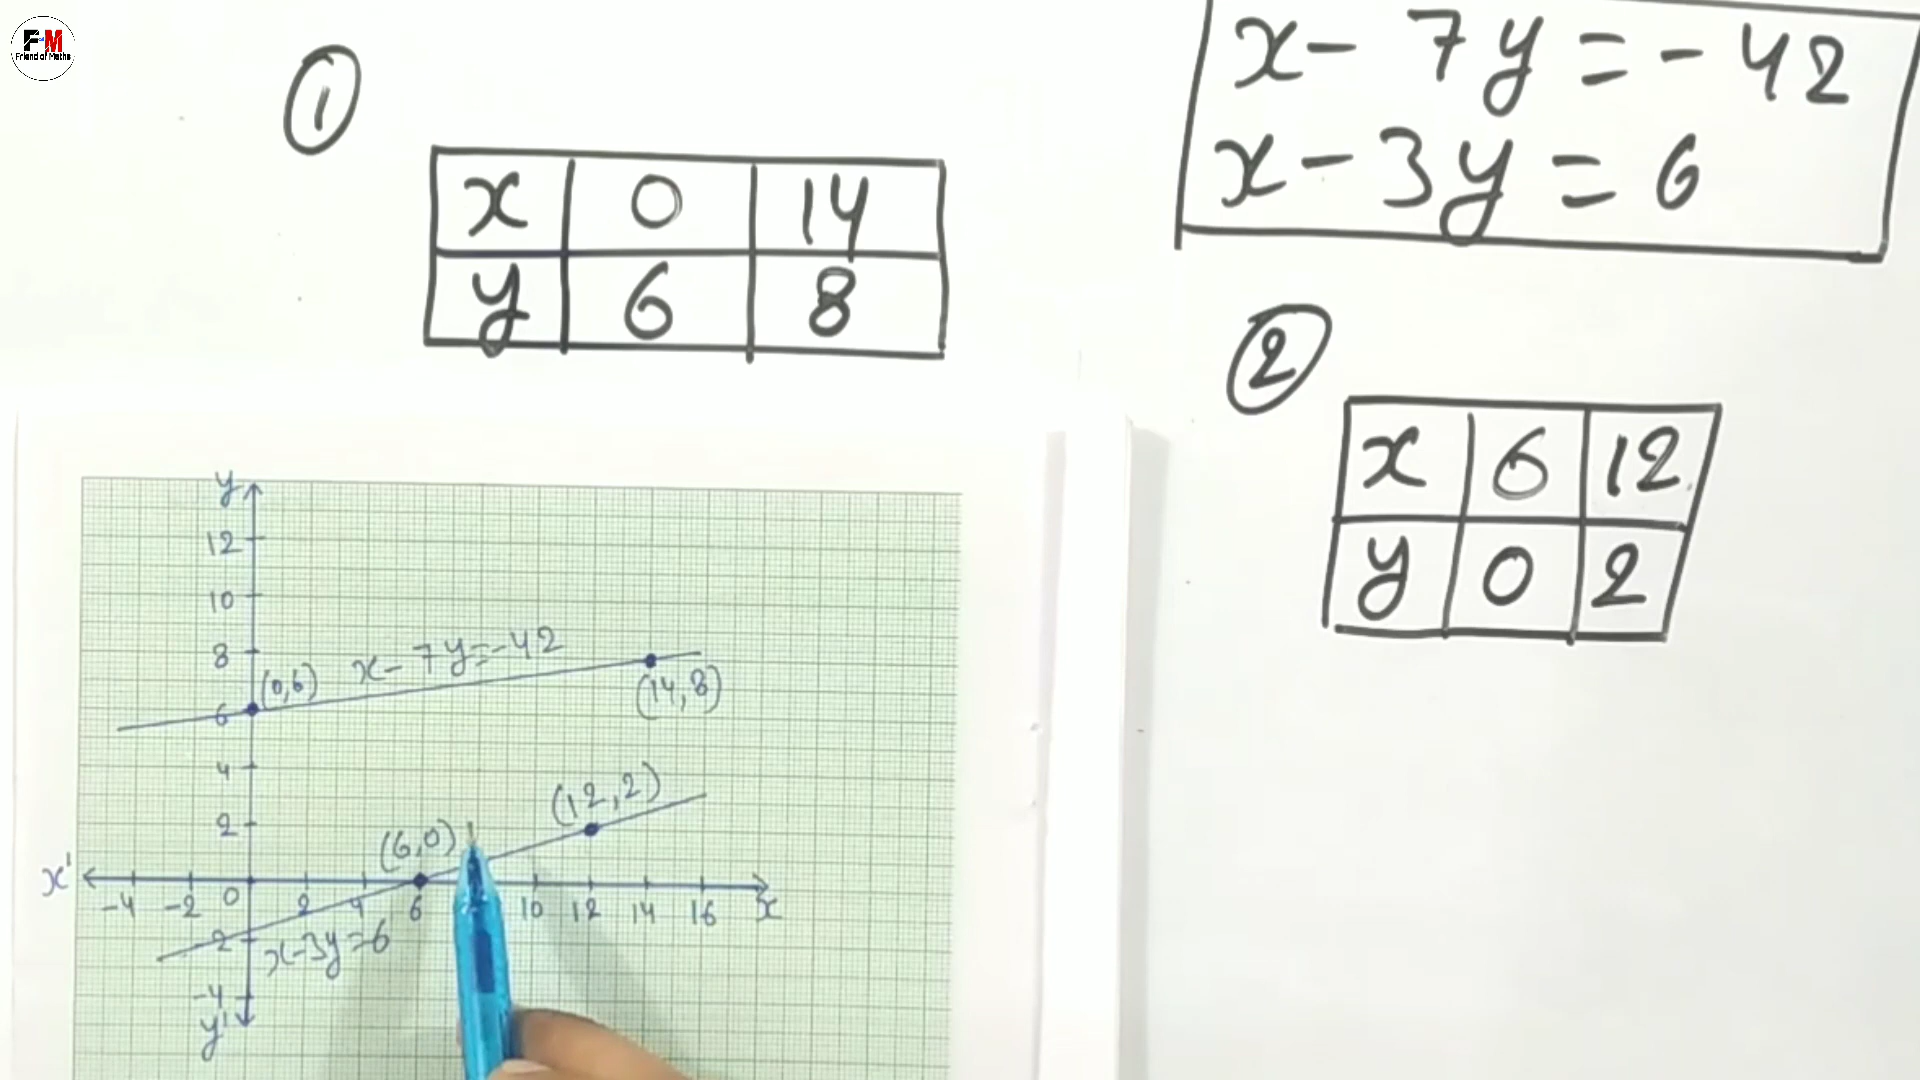 FM
Friend of Maths
①
x 0 14
y 6 8
x - 7y = - 42
x - 3y = 6
②
x 6 12
y 0 2
y
12
10
8
6
4
2
(0,6)
x - 7y = -42
(14,8)
(12,2)
(6,0)
x'
-4 -2 0 2 4 6 10 12 14 16
x
-2
x-3y=6
-4
y'